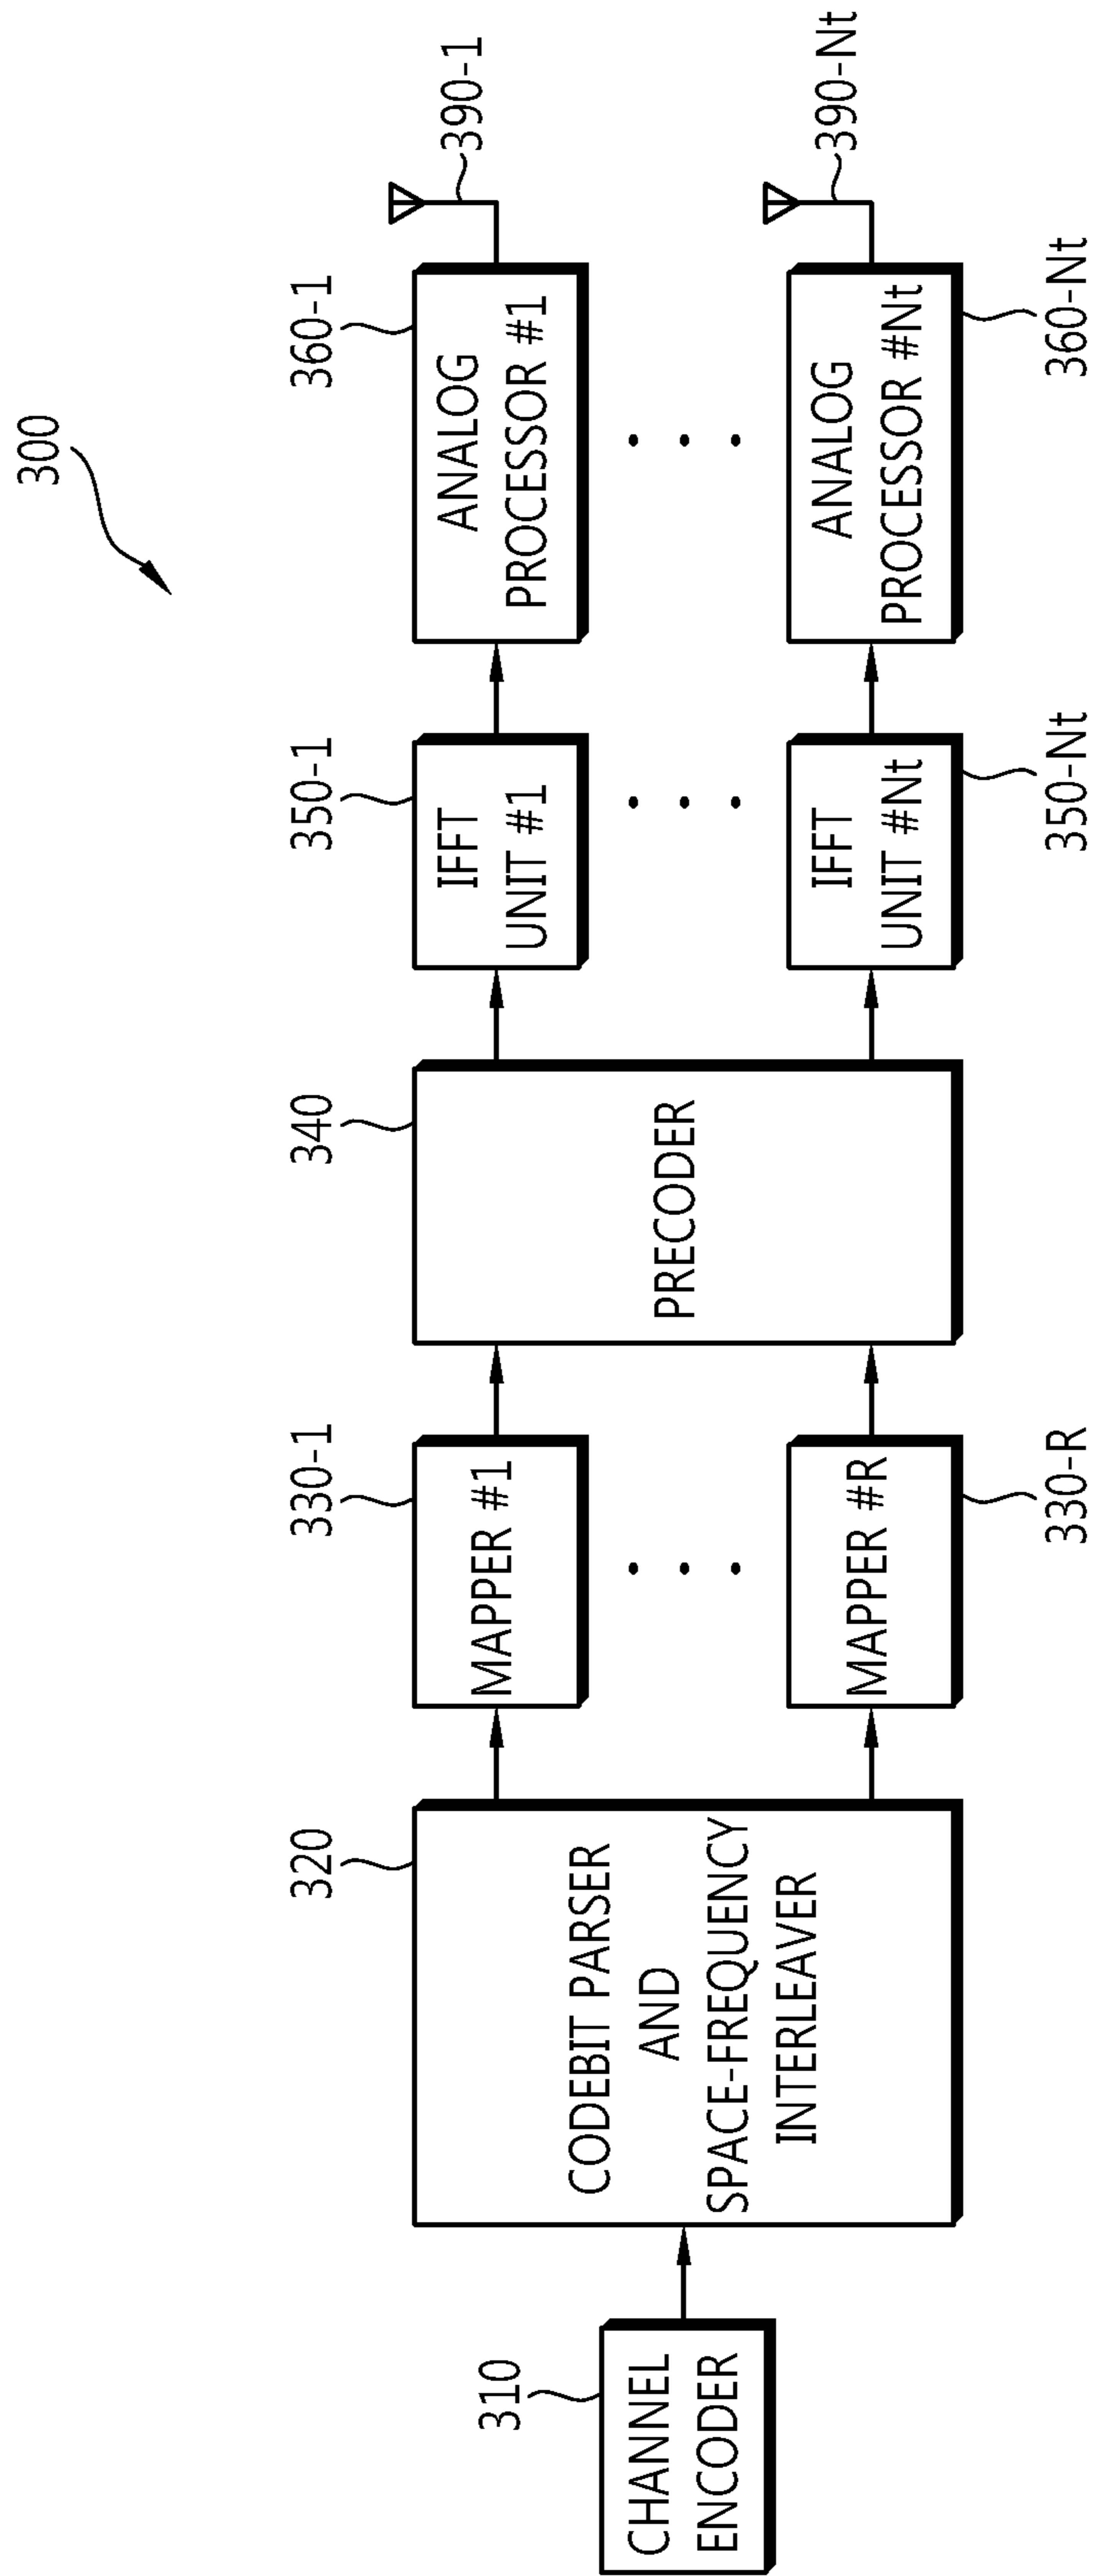 300
310
CHANNEL
ENCODER
320
CODEBIT PARSER
AND
SPACE-FREQUENCY
INTERLEAVER
330-1
MAPPER #1
MAPPER #R
330-R
340
PRECODER
350-1
IFFT
UNIT #1
IFFT
UNIT #Nt
350-Nt
360-1
ANALOG
PROCESSOR #1
ANALOG
PROCESSOR #Nt
360-Nt
390-1
390-Nt